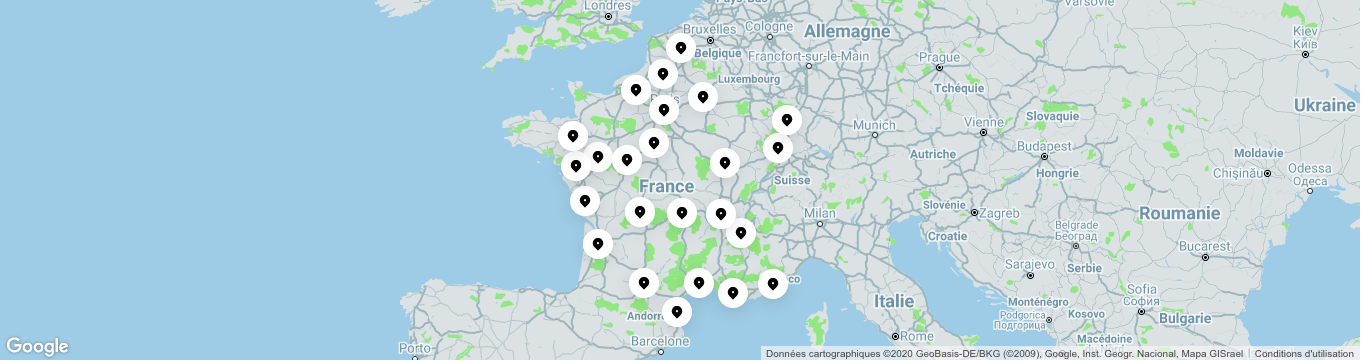 Londres
Pays-Bas
Bruxelles
Cologne
Belgique
Allemagne
Francfort-sur-le-Main
Luxembourg
Prague
Tchéquie
Kiev
Київ
Varsovie
Ukraine
Munich
Vienne
Slovaquie
Budapest
Autriche
Hongrie
Moldavie
Chișinău
Odessa
Одеса
France
Suisse
Milan
Slovénie
Zagreb
Croatie
Belgrade
Београд
Roumanie
Bucarest
Sarajevo
Serbie
Monténégro
Podgorica
Подгорица
Kosovo
Sofia
София
Bulgarie
Macédoine
Italie
Rome
Barcelone
Porto
Google
Données cartographiques ©2020 GeoBasis-DE/BKG (©2009), Google, Inst. Geogr. Nacional, Mapa GISrael
Conditions d'utilisation